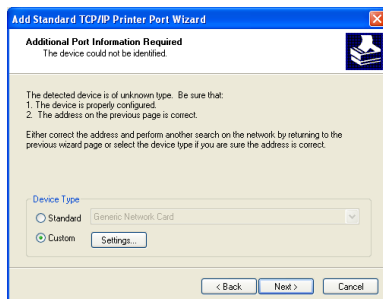 Add Standard TCP/IP Printer Port Wizard
Additional Port Information Required
The device could not be identified.
The detected device is of unknown type. Be sure that:
1. The device is properly configured.
2. The address on the previous page is correct.
Either correct the address and perform another search on the network by returning to the
previous wizard page or select the device type if you are sure the address is correct.
Device Type
Standard
Generic Network Card
Custom
Settings...
< Back
Next >
Cancel